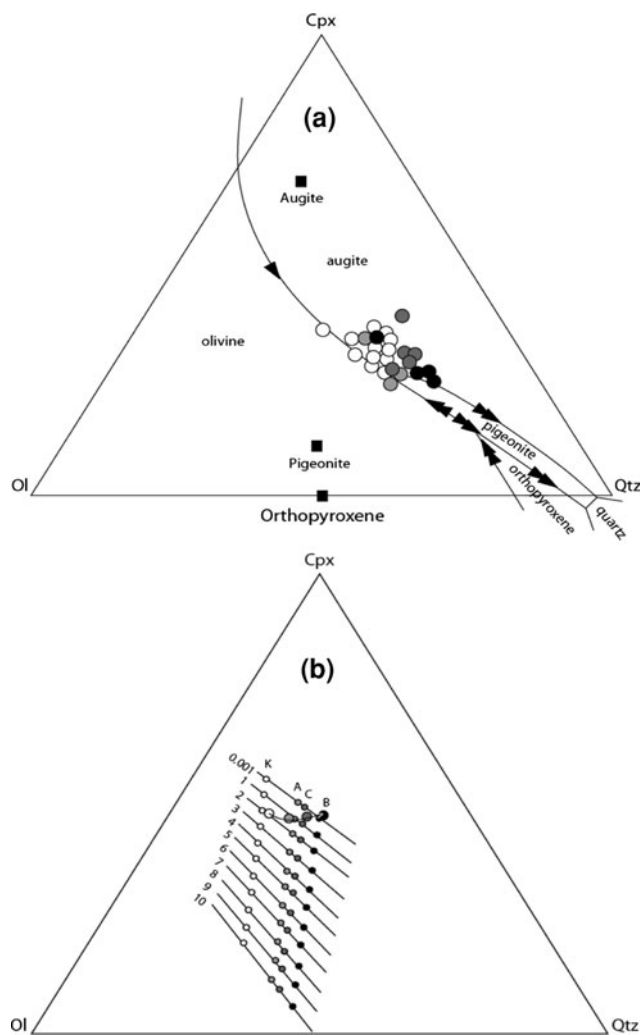 Cpx
(a)
Augite
augite
olivine
Pigeonite
pigeonite
orthopyroxene
quartz
Ol
Qtz
Orthopyroxene
Cpx
(b)
0.001
K
1
A
C
2
B
3
4
5
6
7
8
9
10
Ol
Qtz